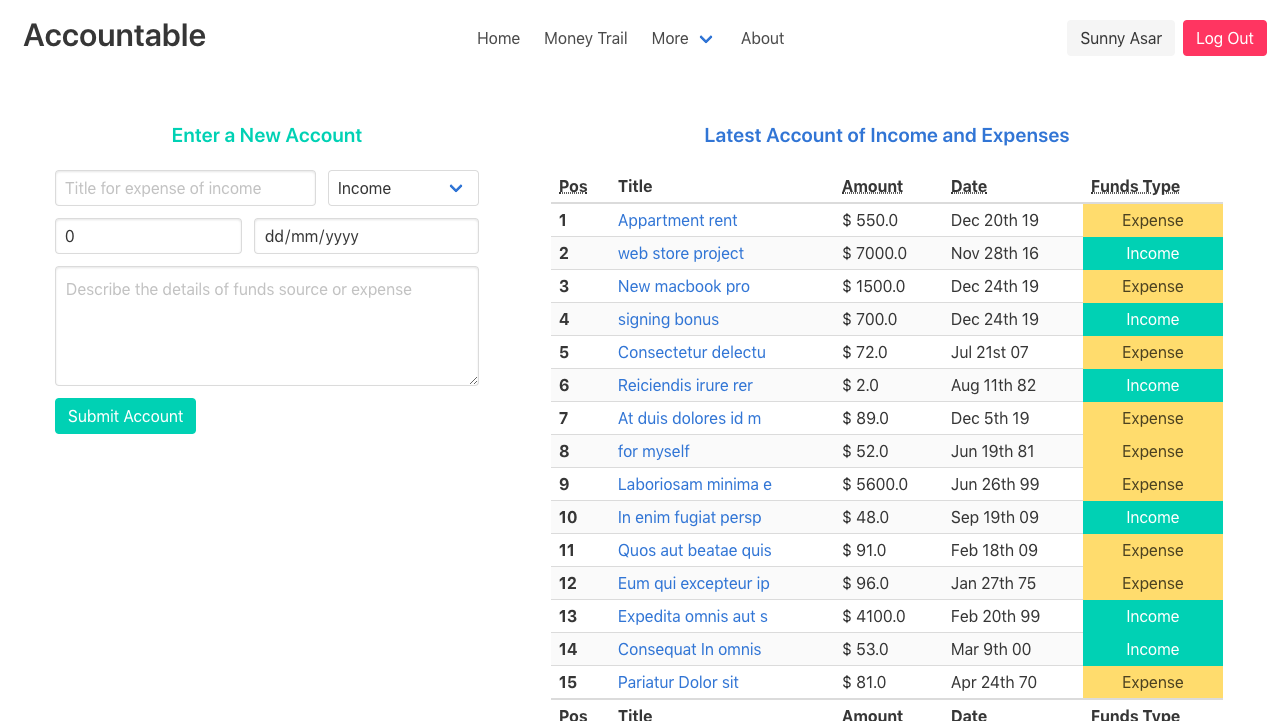 Accountable
Home Money Trail More About
Sunny Asar Log Out
Enter a New Account
Title for expense of income Income
0 dd/mm/yyyy
Describe the details of funds source or expense
Submit Account
Latest Account of Income and Expenses
Pos Title Amount Date Funds Type
1 Appartment rent $ 550.0 Dec 20th 19 Expense
2 web store project $ 7000.0 Nov 28th 16 Income
3 New macbook pro $ 1500.0 Dec 24th 19 Expense
4 signing bonus $ 700.0 Dec 24th 19 Income
5 Consectetur delectu $ 72.0 Jul 21st 07 Expense
6 Reiciendis irure rer $ 2.0 Aug 11th 82 Income
7 At duis dolores id m $ 89.0 Dec 5th 19 Expense
8 for myself $ 52.0 Jun 19th 81 Expense
9 Laboriosam minima e $ 5600.0 Jun 26th 99 Expense
10 In enim fugiat persp $ 48.0 Sep 19th 09 Income
11 Quos aut beatae quis $ 91.0 Feb 18th 09 Expense
12 Eum qui excepteur ip $ 96.0 Jan 27th 75 Expense
13 Expedita omnis aut s $ 4100.0 Feb 20th 99 Income
14 Consequat In omnis $ 53.0 Mar 9th 00 Income
15 Pariatur Dolor sit $ 81.0 Apr 24th 70 Expense
Pos Title Amount Date Funds Type